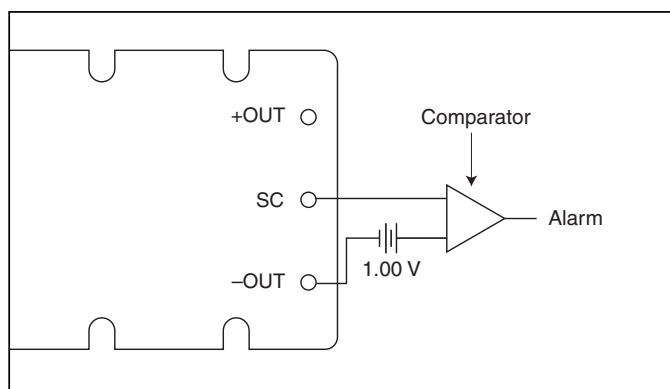 +OUT
Comparator
SC
Alarm
–OUT
1.00 V